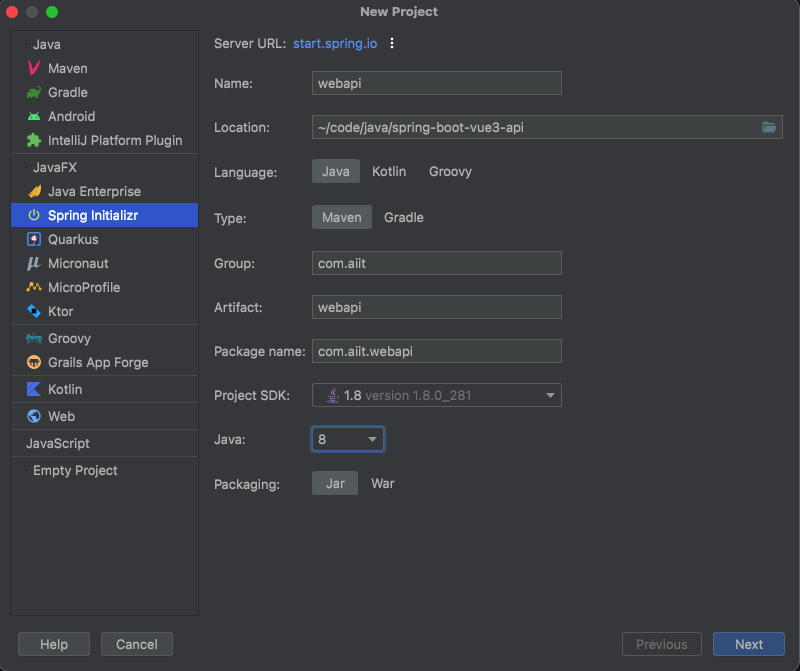 New Project
Java
Maven
Gradle
Android
IntelliJ Platform Plugin
JavaFX
Java Enterprise
Spring Initializr
Quarkus
Micronaut
MicroProfile
Ktor
Groovy
Grails App Forge
Kotlin
Web
JavaScript
Empty Project
Server URL: start.spring.io
Name: webapi
Location: ~/code/java/spring-boot-vue3-api
Language: Java Kotlin Groovy
Type: Maven Gradle
Group: com.aiit
Artifact: webapi
Package name: com.aiit.webapi
Project SDK: 1.8 version 1.8.0_281
Java: 8
Packaging: Jar War
Help Cancel Previous Next